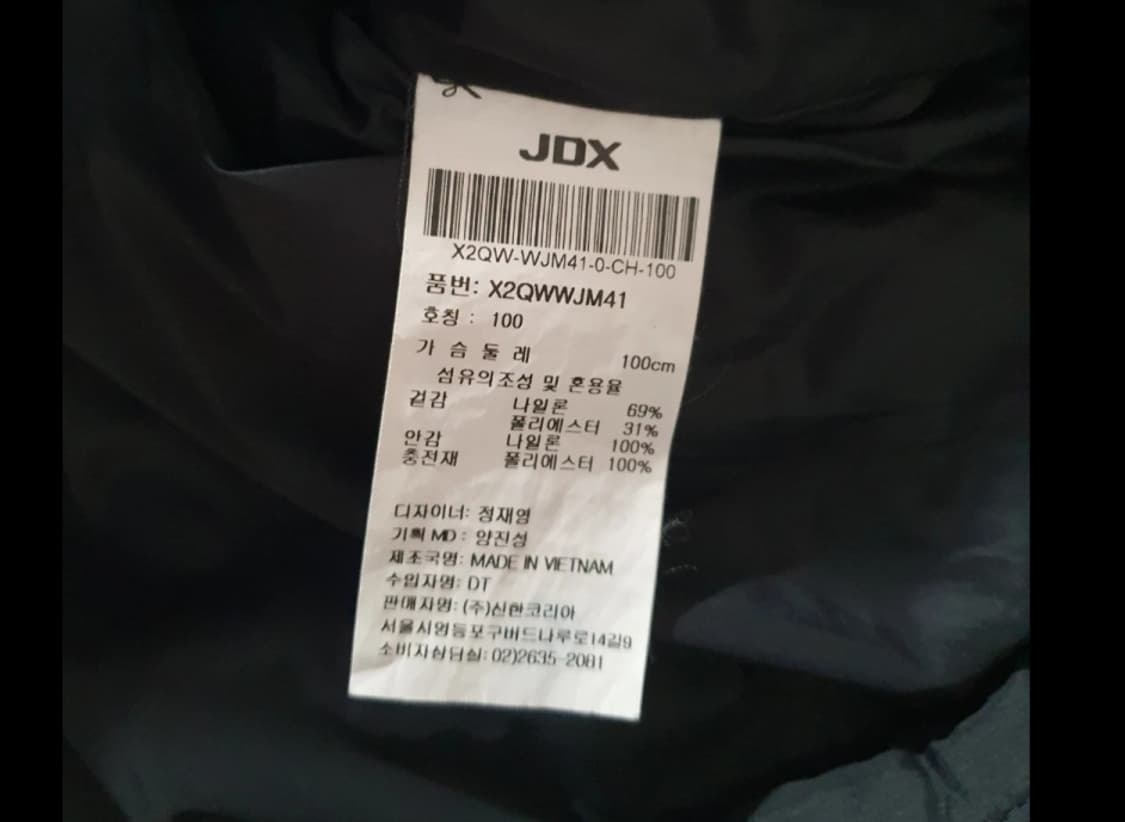 JDX
X2QW-WJM41-0-CH-100
품번: X2QWWJM41
호칭 : 100
가 슴 둘 레 100cm
섬유의조성 및 혼용율
겉감 나일론 69%
폴리에스터 31%
안감 나일론 100%
충전재 폴리에스터 100%
디자이너: 정재영
기획 MD : 양진성
제조국명: MADE IN VIETNAM
수입자명: DT
판매자명: (주)신한코리아
서울시영등포구버드나루로14길9
소비자상담실: 02)2635-2081